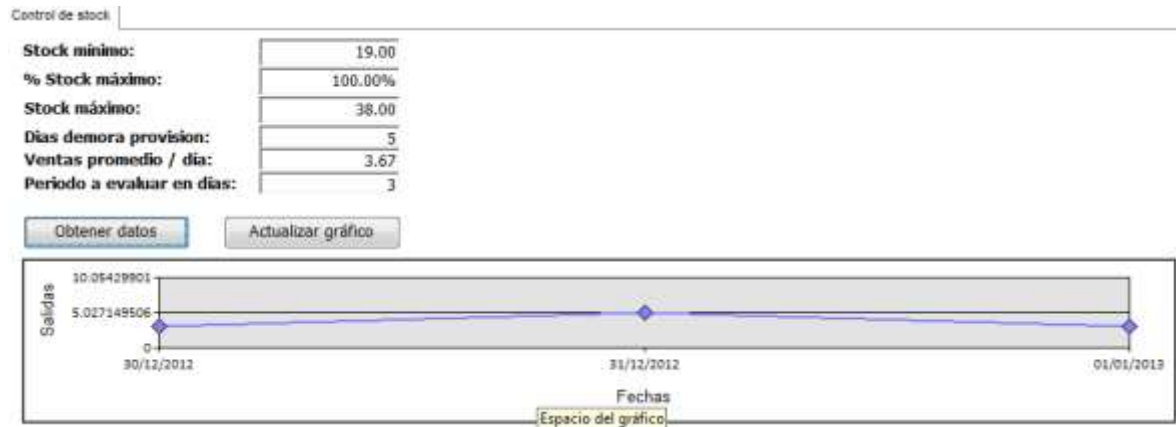 Control de stock
Stock minimo: 19.00
% Stock máximo: 100.00%
Stock máximo: 38.00
Dias demora provision: 5
Ventas promedio / día: 3.67
Periodo a evaluar en dias: 3
Obtener datos Actualizar gráfico
10.05429901
5.027149506
0
Salidas
30/12/2012 31/12/2012 01/01/2013
Fechas
Espacio del gráfico